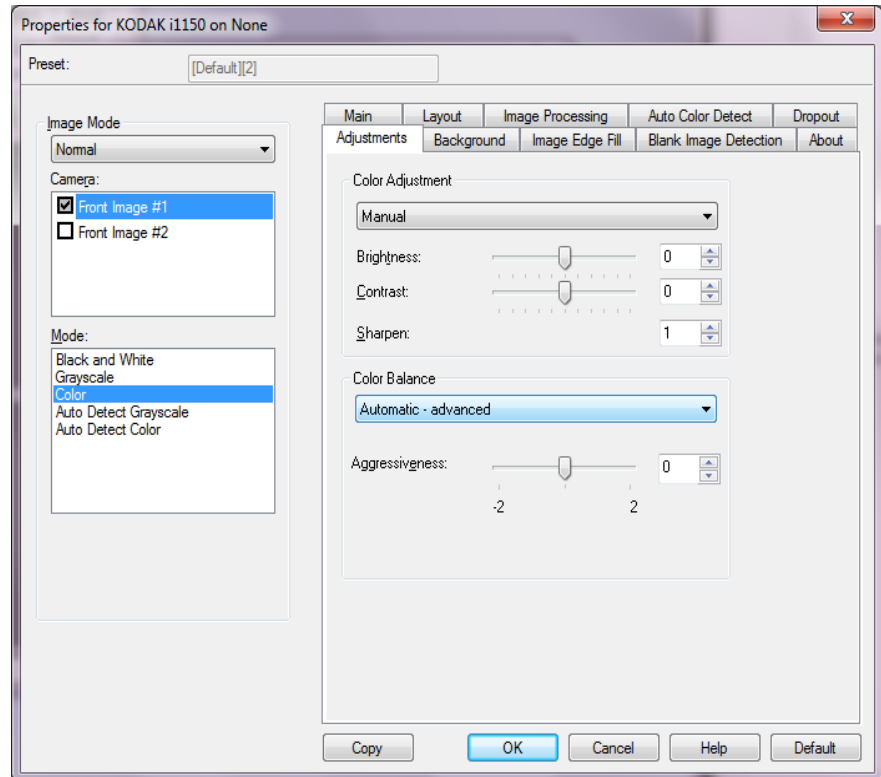 Properties for KODAK i1150 on None
x
Preset:
[Default][2]
Image Mode
Normal
Camera:
Front Image #1
Front Image #2
Mode:
Black and White
Grayscale
Color
Auto Detect Grayscale
Auto Detect Color
Main Layout Image Processing Auto Color Detect Dropout
Adjustments Background Image Edge Fill Blank Image Detection About
Color Adjustment
Manual
Brightness: 0
Contrast: 0
Sharpen: 1
Color Balance
Automatic - advanced
Aggressiveness: 0
-2 2
Copy OK Cancel Help Default